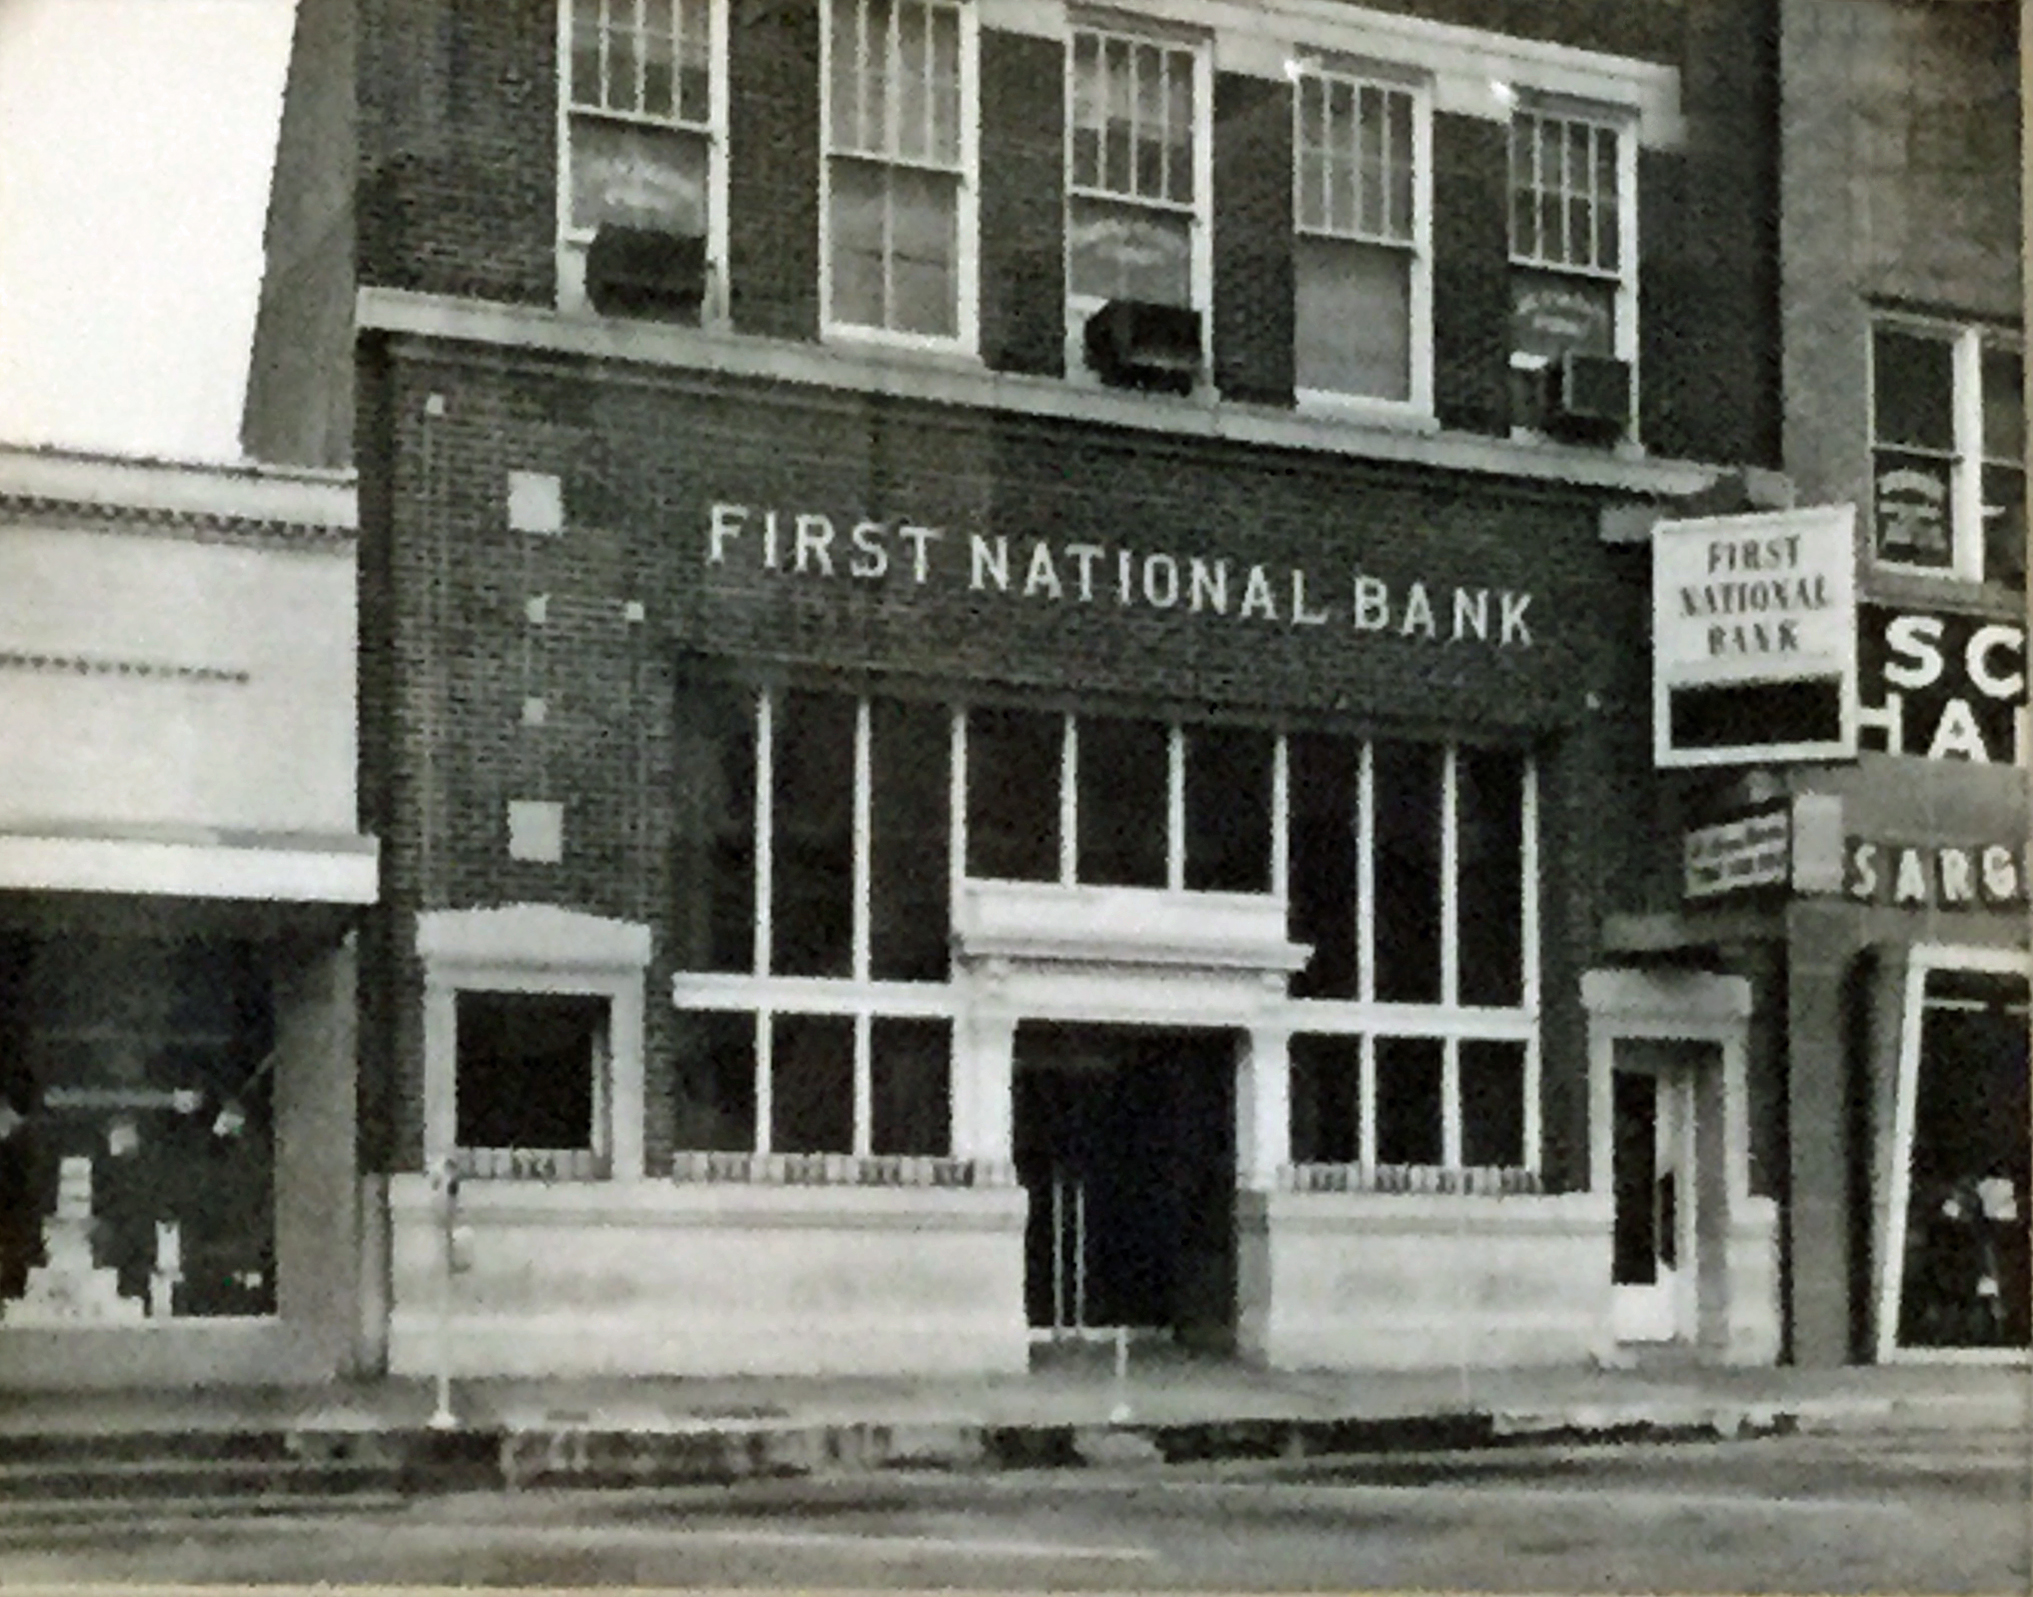 FIRST NATIONAL BANK
FIRST
NATIONAL
BANK
SC
HA
SARG